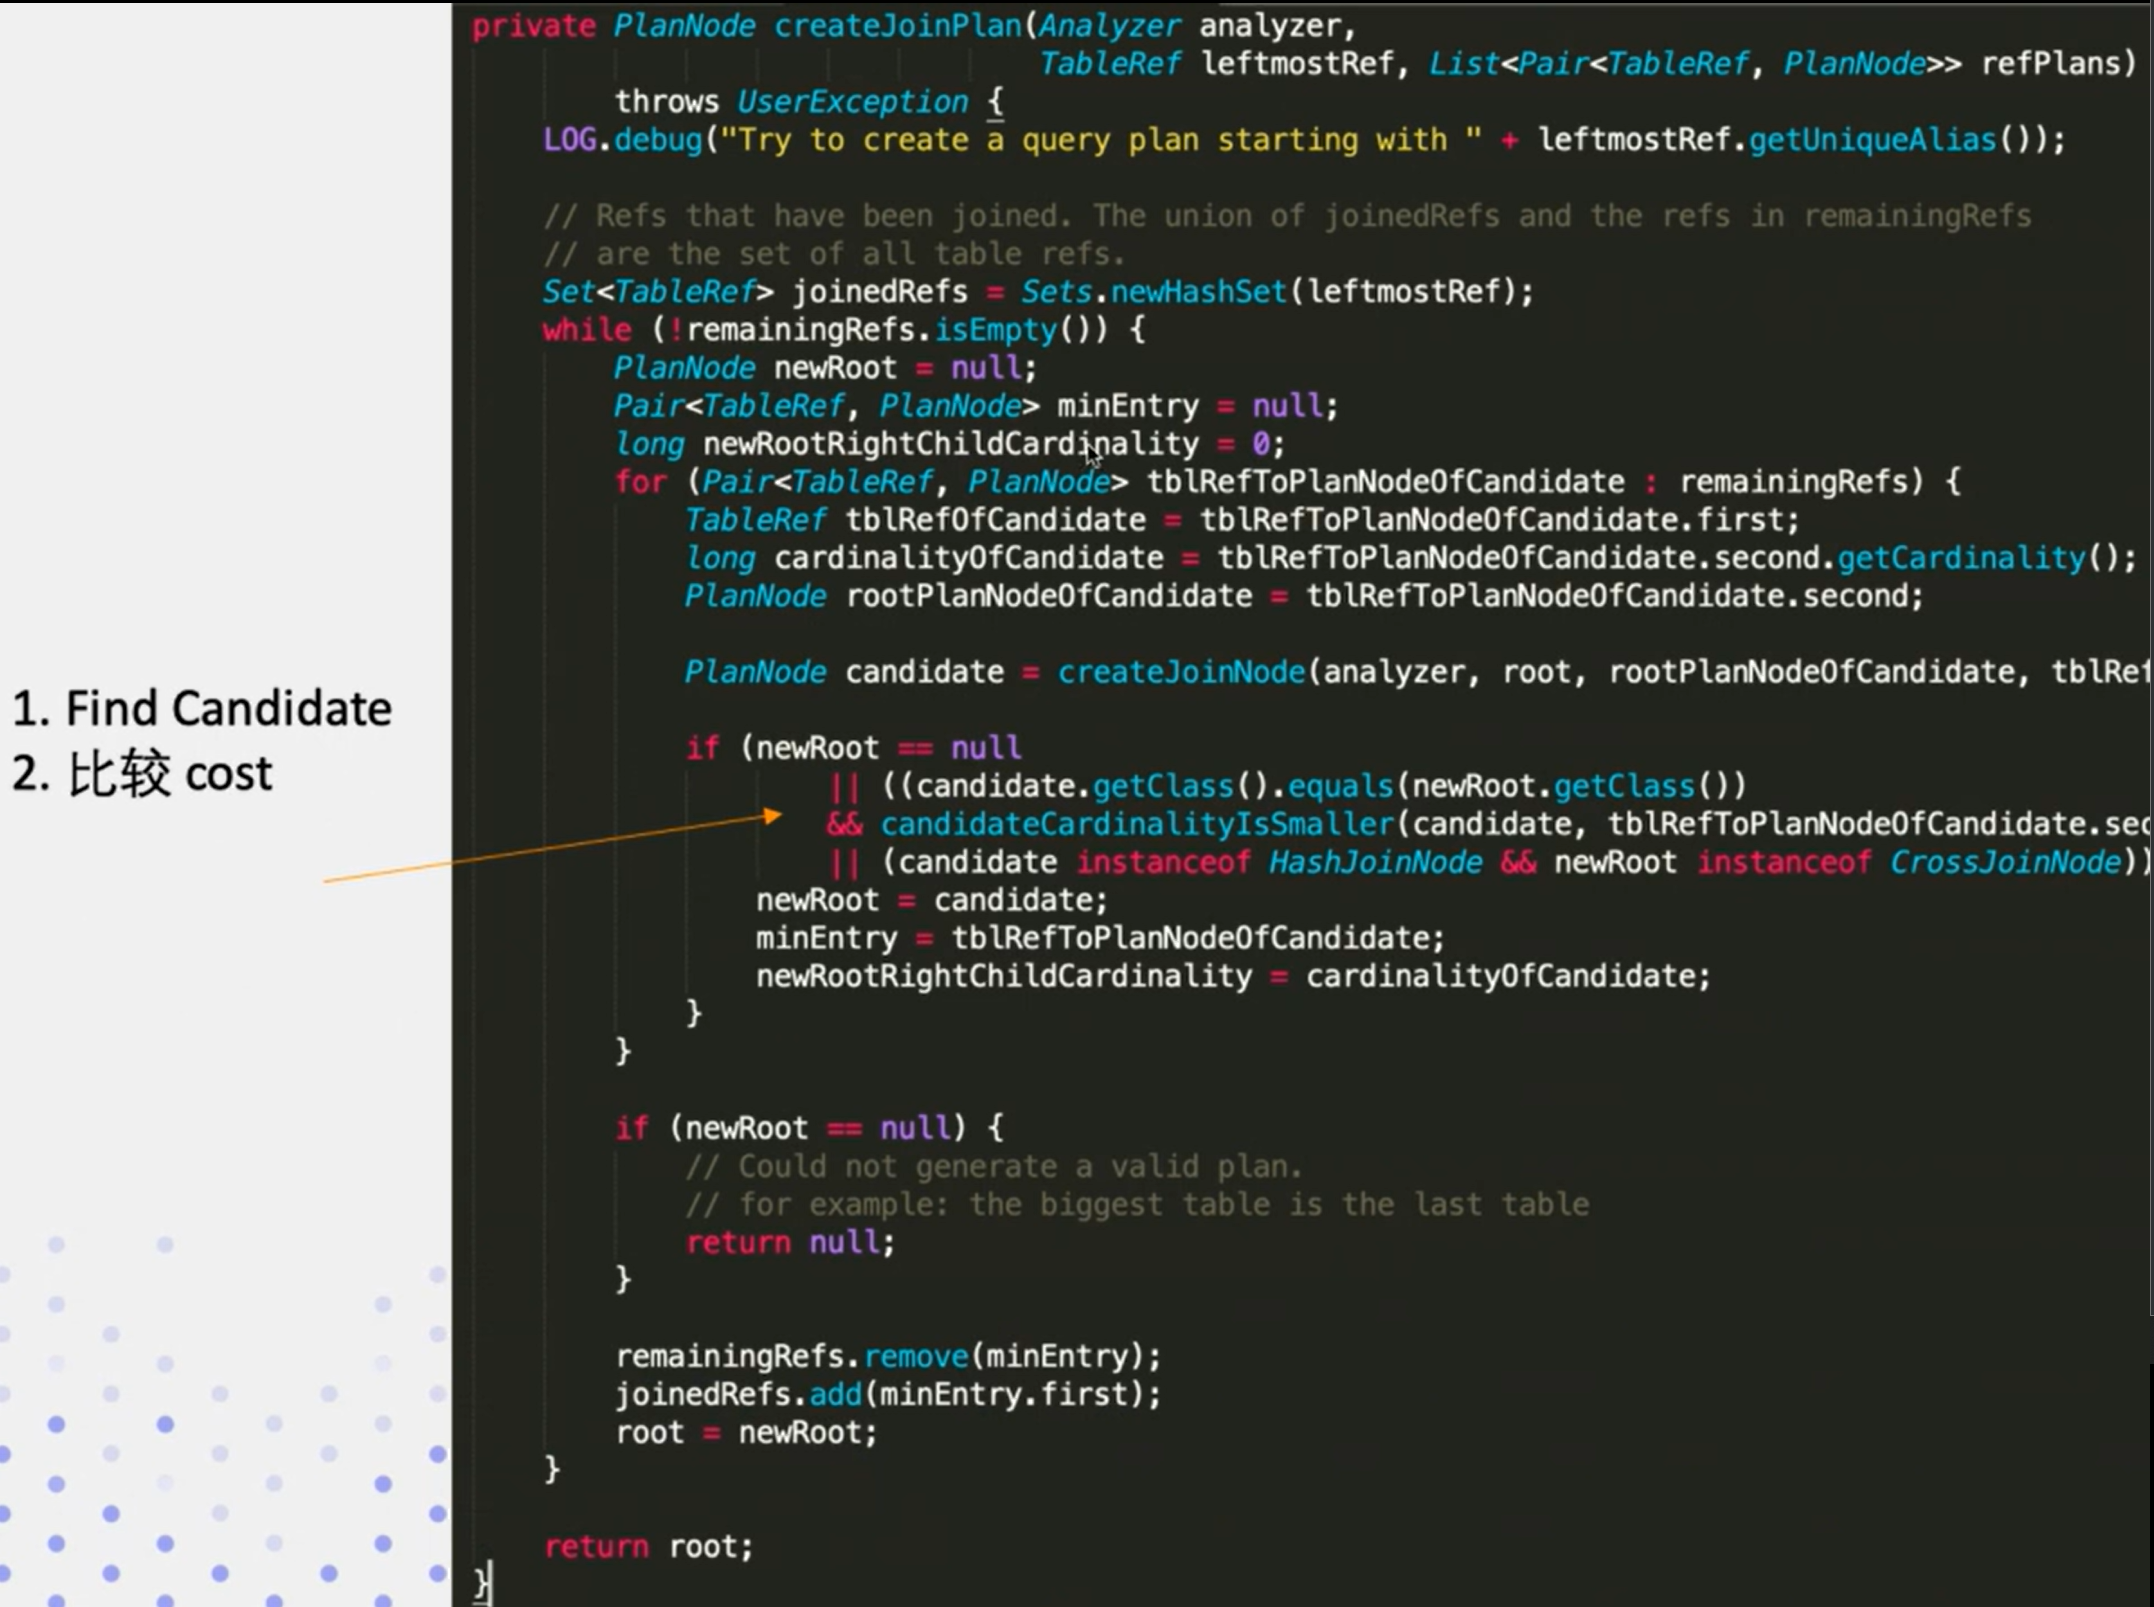 private PlanNode createJoinPlan(Analyzer analyzer,
TableRef leftmostRef, List<Pair<TableRef, PlanNode>> refPlans)
throws UserException {
LOG.debug("Try to create a query plan starting with " + leftmostRef.getUniqueAlias());
// Refs that have been joined. The union of joinedRefs and the refs in remainingRefs
// are the set of all table refs.
Set<TableRef> joinedRefs = Sets.newHashSet(leftmostRef);
while (!remainingRefs.isEmpty()) {
PlanNode newRoot = null;
Pair<TableRef, PlanNode> minEntry = null;
long newRootRightChildCardinality = 0;
for (Pair<TableRef, PlanNode> tblRefToPlanNodeOfCandidate : remainingRefs) {
TableRef tblRefOfCandidate = tblRefToPlanNodeOfCandidate.first;
long cardinalityOfCandidate = tblRefToPlanNodeOfCandidate.second.getCardinality();
PlanNode rootPlanNodeOfCandidate = tblRefToPlanNodeOfCandidate.second;
PlanNode candidate = createJoinNode(analyzer, root, rootPlanNodeOfCandidate, tblRef
if (newRoot == null
|| ((candidate.getClass().equals(newRoot.getClass())
&& candidateCardinalityIsSmaller(candidate, tblRefToPlanNodeOfCandidate.sec
|| (candidate instanceof HashJoinNode && newRoot instanceof CrossJoinNode))
newRoot = candidate;
minEntry = tblRefToPlanNodeOfCandidate;
newRootRightChildCardinality = cardinalityOfCandidate;
}
}
if (newRoot == null) {
// Could not generate a valid plan.
// for example: the biggest table is the last table
return null;
}
remainingRefs.remove(minEntry);
joinedRefs.add(minEntry.first);
root = newRoot;
}
return root;
}
1. Find Candidate
2. 比较 cost